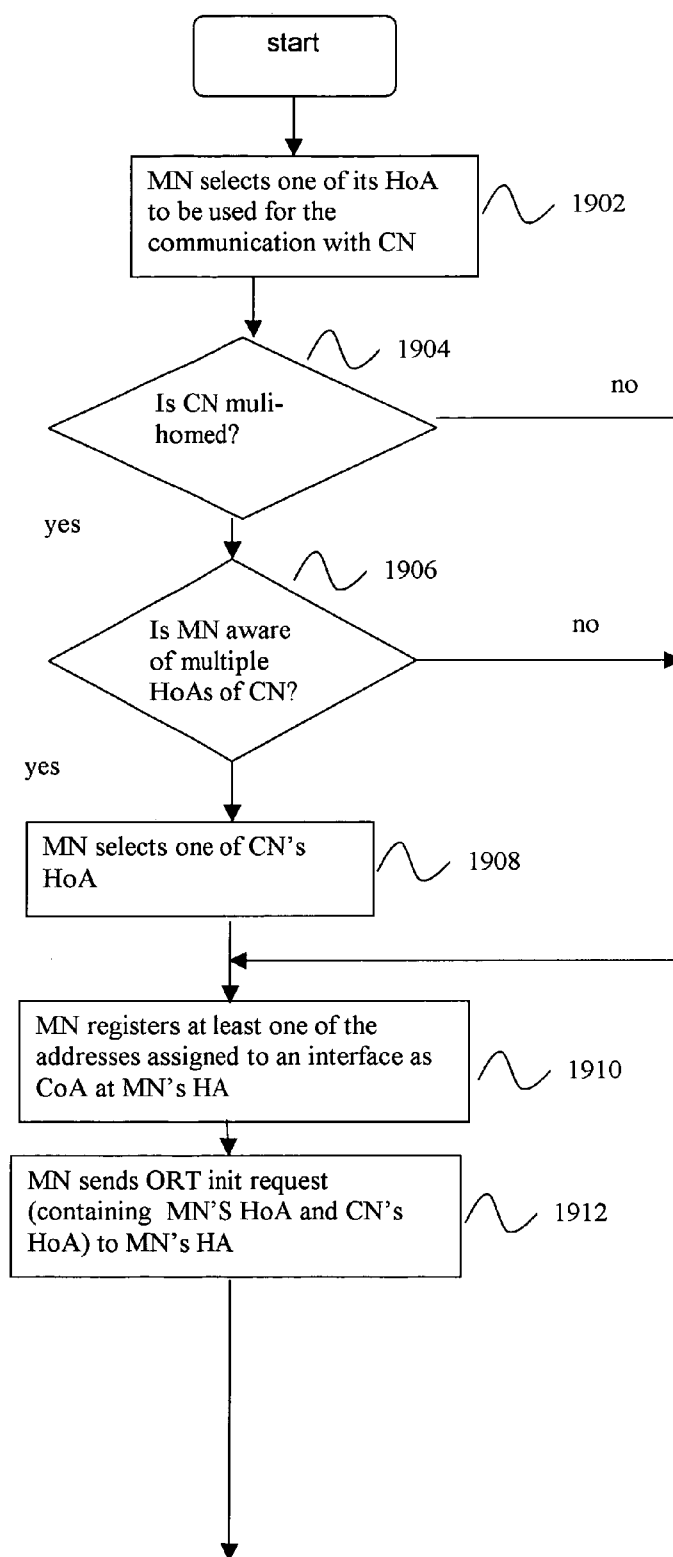 start
MN selects one of its HoA
to be used for the
communication with CN
1902
1904
Is CN muli-
homed?
no
yes
1906
Is MN aware
of multiple
HoAs of CN?
no
yes
MN selects one of CN's
HoA
1908
MN registers at least one of the
addresses assigned to an interface as
CoA at MN's HA
1910
MN sends ORT init request
(containing MN'S HoA and CN's
HoA) to MN's HA
1912